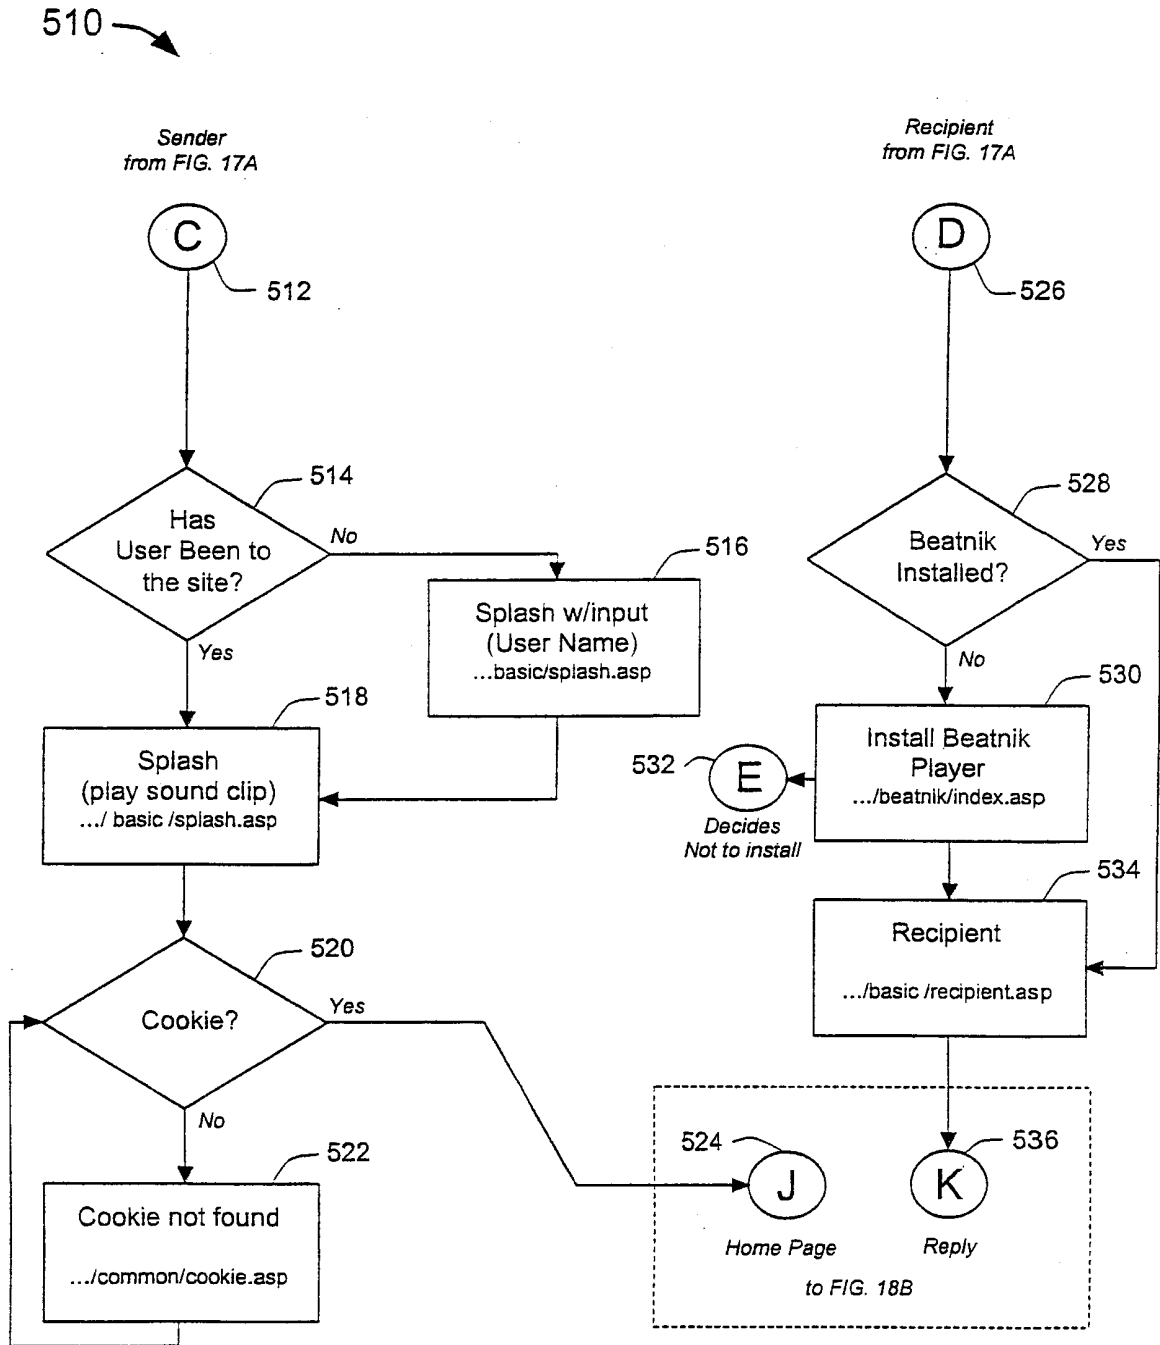 510
Sender
from FIG. 17A
C
512
Has
User Been to
the site?
514
No
Yes
516
Splash w/input
(User Name)
...basic/splash.asp
518
Splash
(play sound clip)
.../ basic /splash.asp
520
Cookie?
Yes
No
522
Cookie not found
.../common/cookie.asp
Recipient
from FIG. 17A
D
526
528
Beatnik
Installed?
Yes
No
530
Install Beatnik
Player
.../beatnik/index.asp
532
E
Decides
Not to install
534
Recipient
.../basic /recipient.asp
524
J
Home Page
536
K
Reply
to FIG. 18B